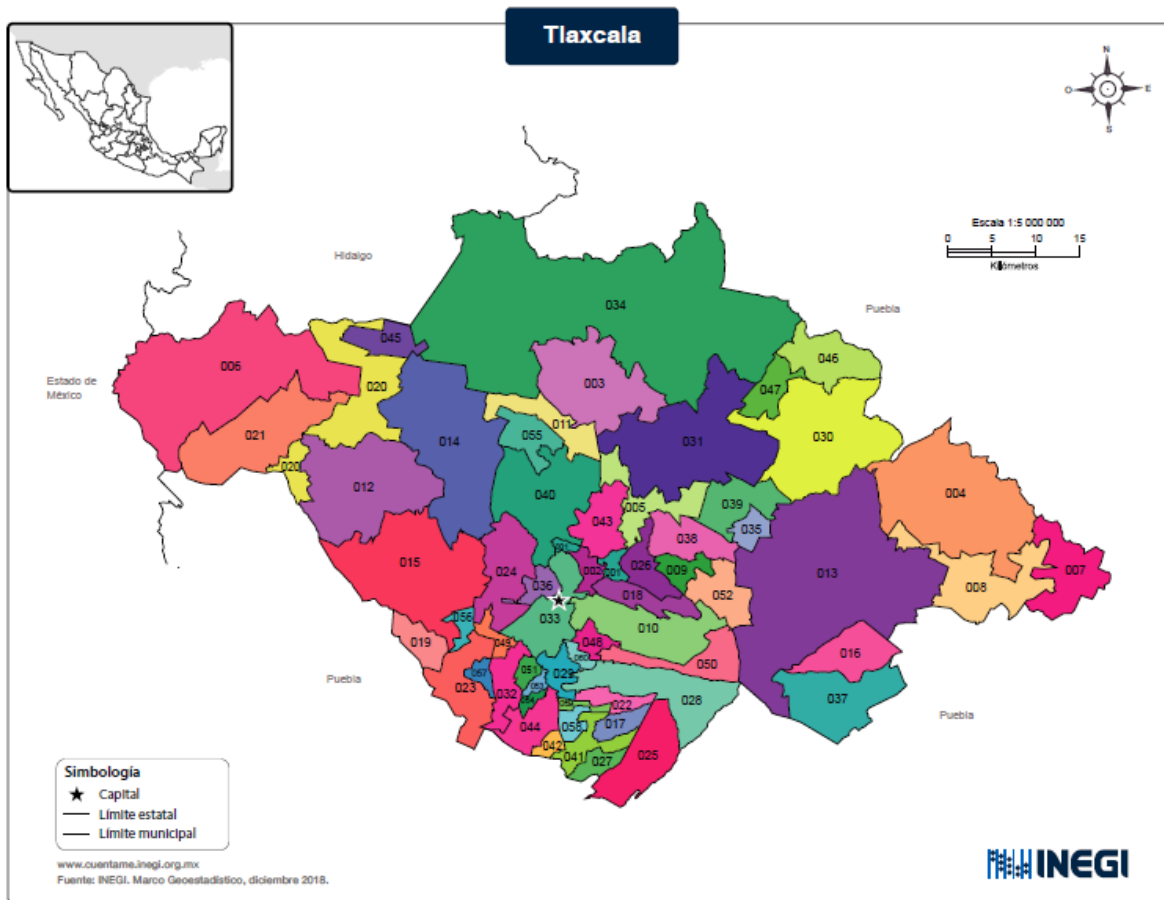 Tlaxcala
N
O
E
S
Escala 1:5 000 000
0 5 10 15
Kilómetros
Hidalgo
Puebla
Estado de
México
034
045
006
020
003
046
047
021
014
011
055
031
030
020
012
040
004
005
039
043
035
015
038
013
024
002
001
026
009
007
036
018
052
008
033
056
010
019
049
048
016
050
051
029
023
032
028
037
022
044
058
017
042
041
027
025
Puebla
Puebla
Simbología
Capital
Límite estatal
Límite municipal
www.cuentame.inegi.org.mx
Fuente: INEGI. Marco Geoestadístico, diciembre 2018.
INEGI